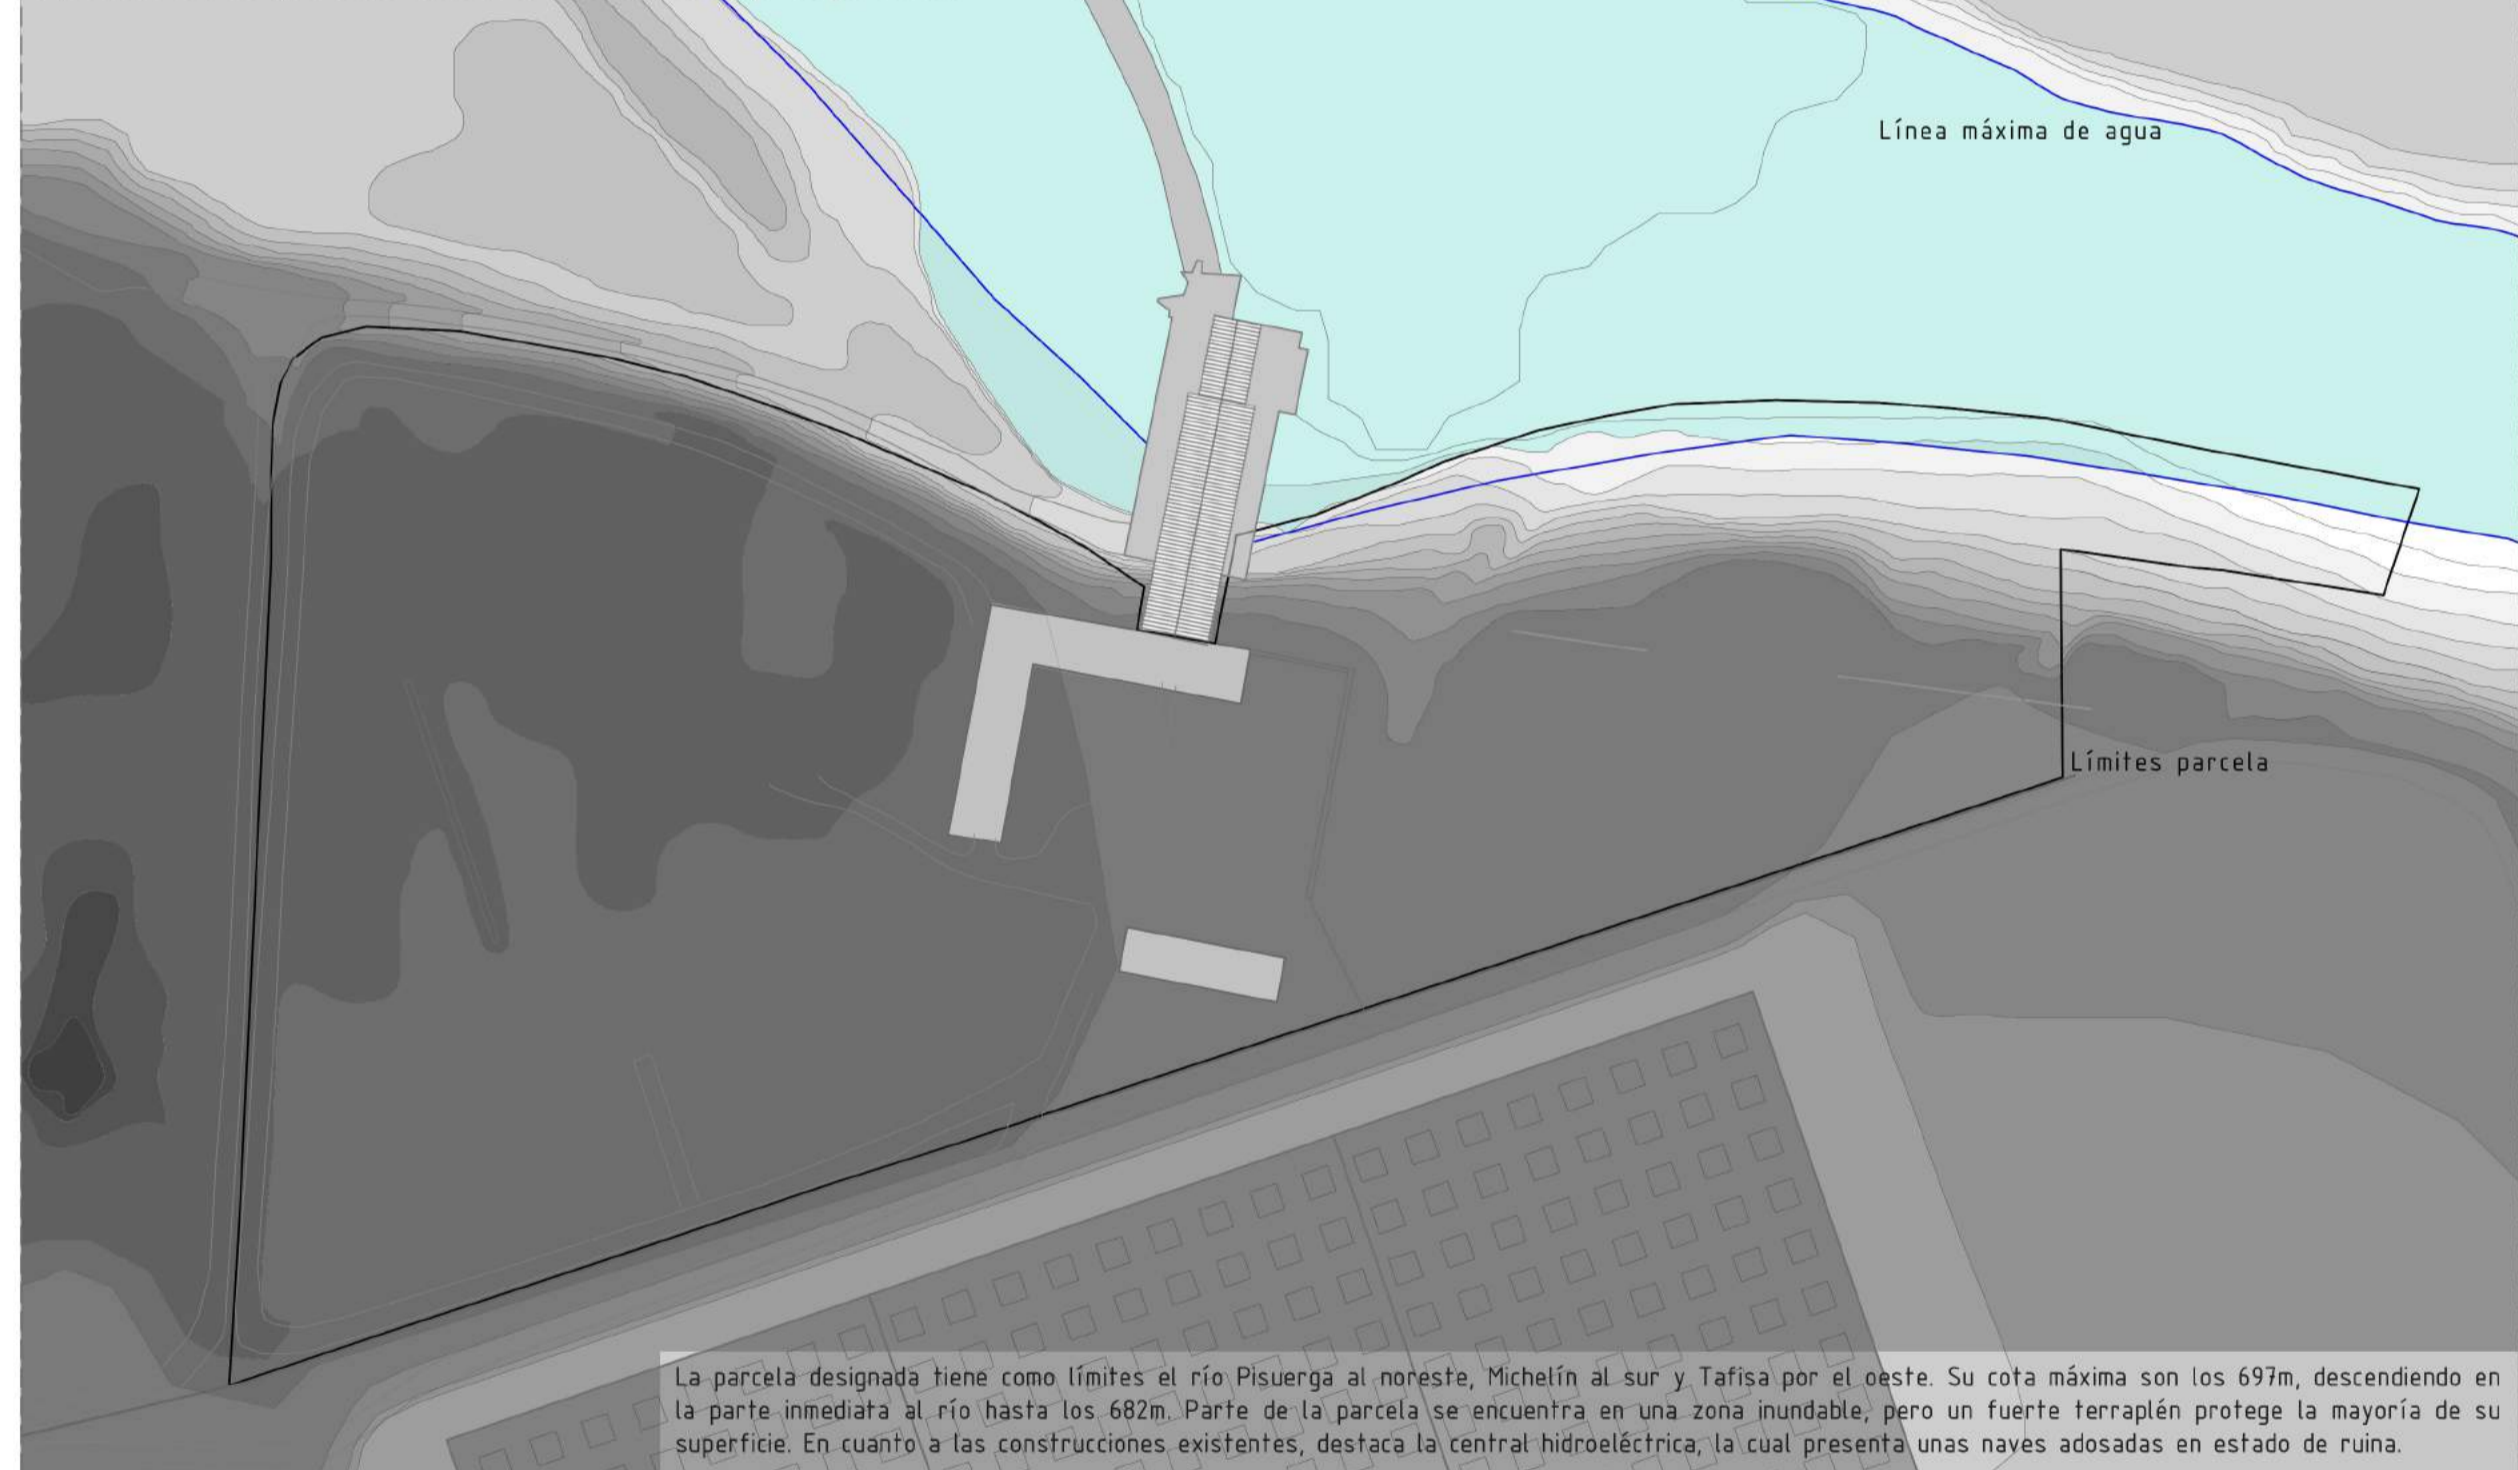 Línea máxima de agua
Límites parcela
La parcela designada tiene como límites el río Pisuerga al noreste, Michelín al sur y Tafisa por el oeste. Su cota máxima son los 697m, descendiendo en
la parte inmediata al río hasta los 682m. Parte de la parcela se encuentra en una zona inundable, pero un fuerte terraplén protege la mayoría de su
superficie. En cuanto a las construcciones existentes, destaca la central hidroeléctrica, la cual presenta unas naves adosadas en estado de ruina.